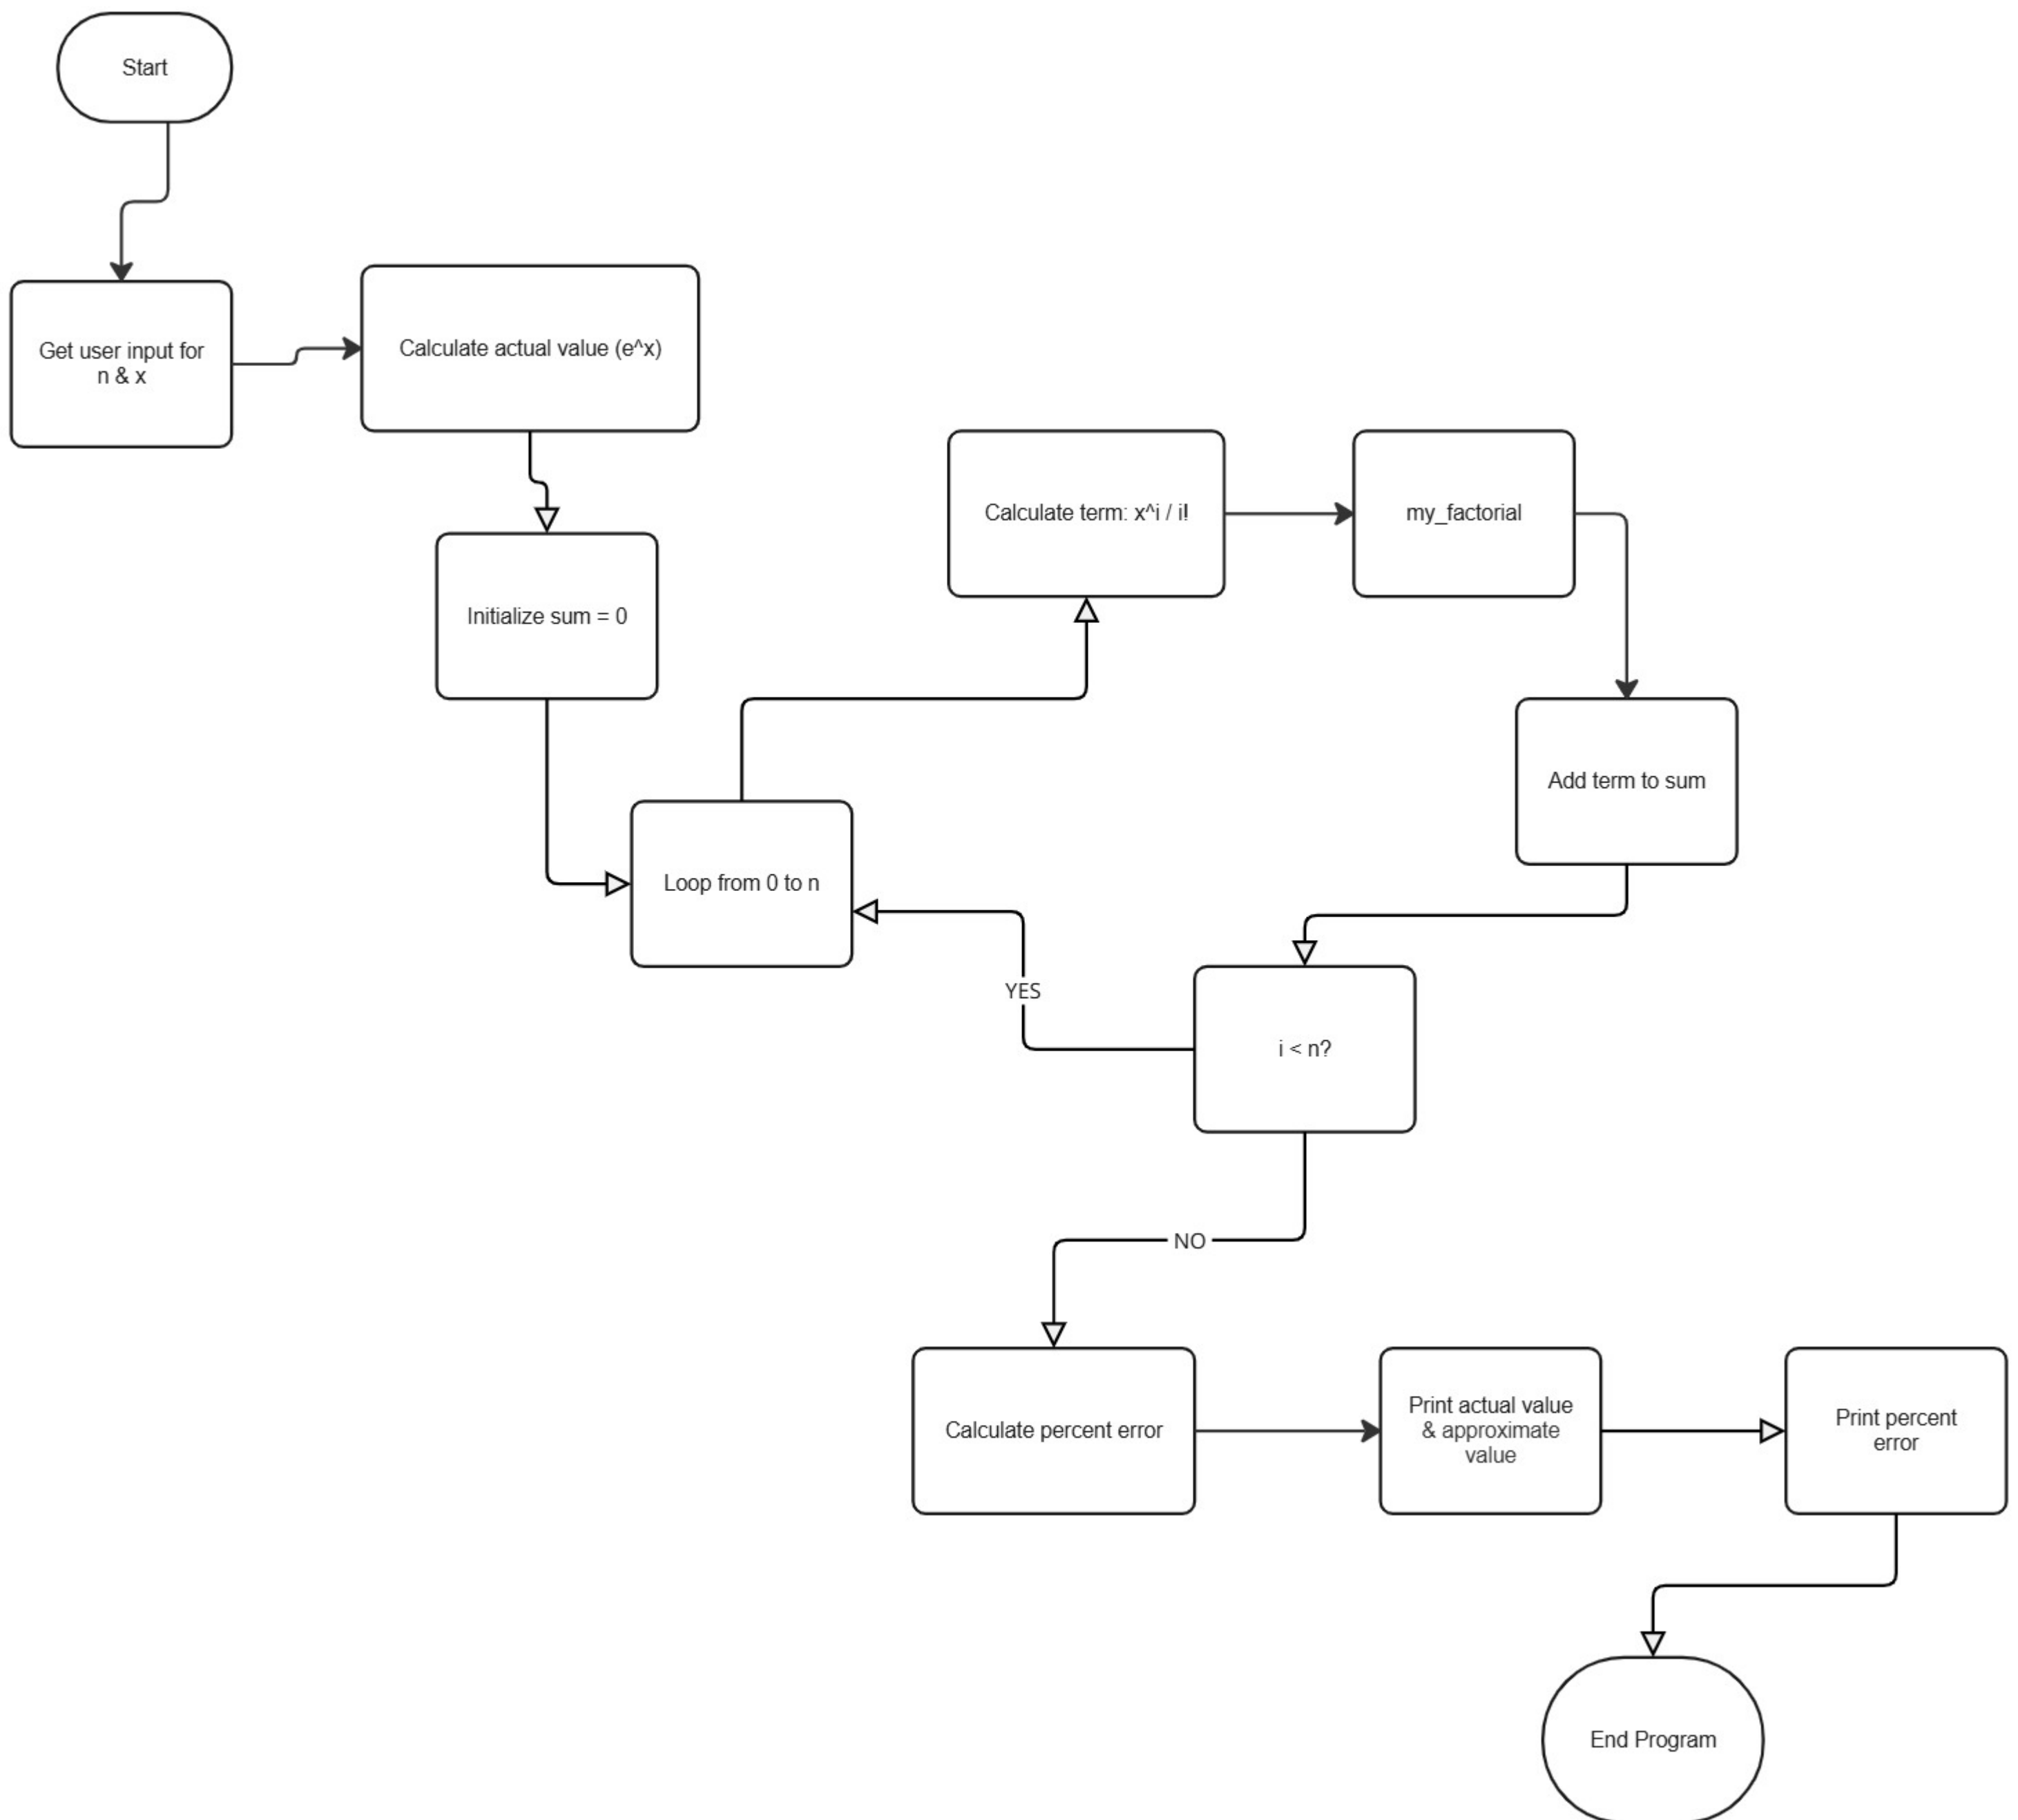 Start
Get user input for
n & x
Calculate actual value (e^x)
Initialize sum = 0
Loop from 0 to n
Calculate term: x^i / i!
my_factorial
Add term to sum
i < n?
YES
NO
Calculate percent error
Print actual value
& approximate
value
Print percent
error
End Program